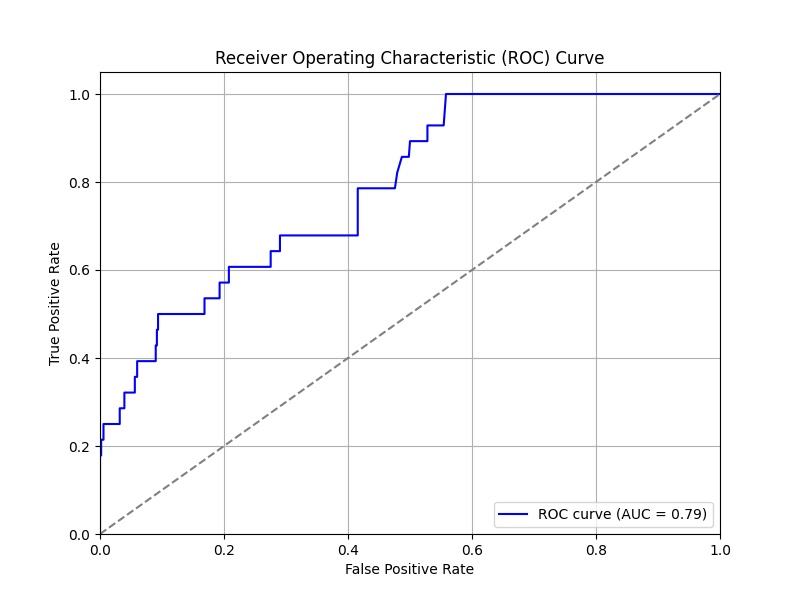 Receiver Operating Characteristic (ROC) Curve
1.0
0.8
0.6
0.4
0.2
0.0
True Positive Rate
0.0 0.2 0.4 0.6 0.8 1.0
False Positive Rate
ROC curve (AUC = 0.79)